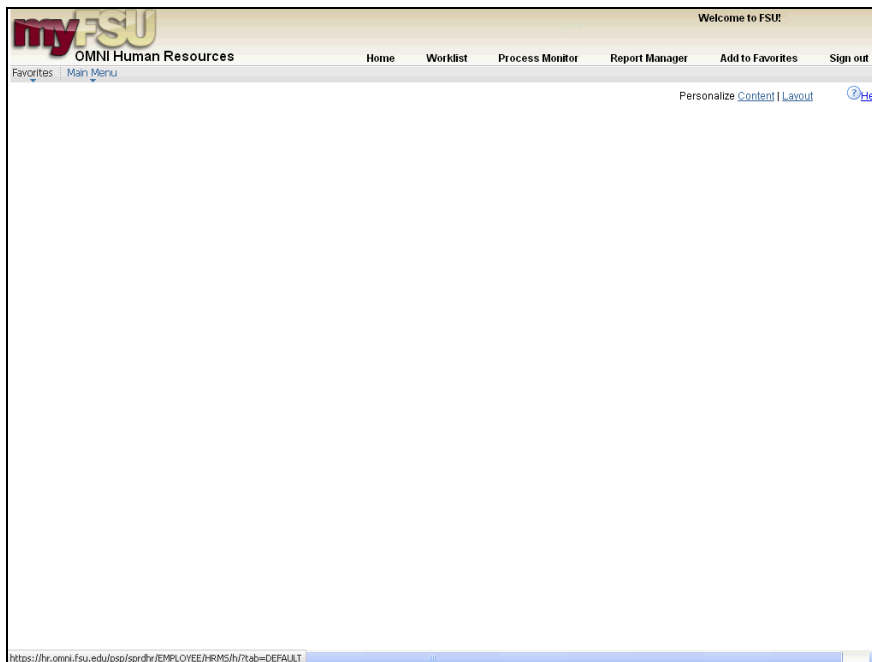 myFSU
Welcome to FSU!
OMNI Human Resources
Home Worklist Process Monitor Report Manager Add to Favorites Sign out
Favorites Main Menu
Personalize Content | Layout ? He
https://hr.omni.fsu.edu/psp/sprdhr/EMPLOYEE/HRMS/h/?tab=DEFAULT